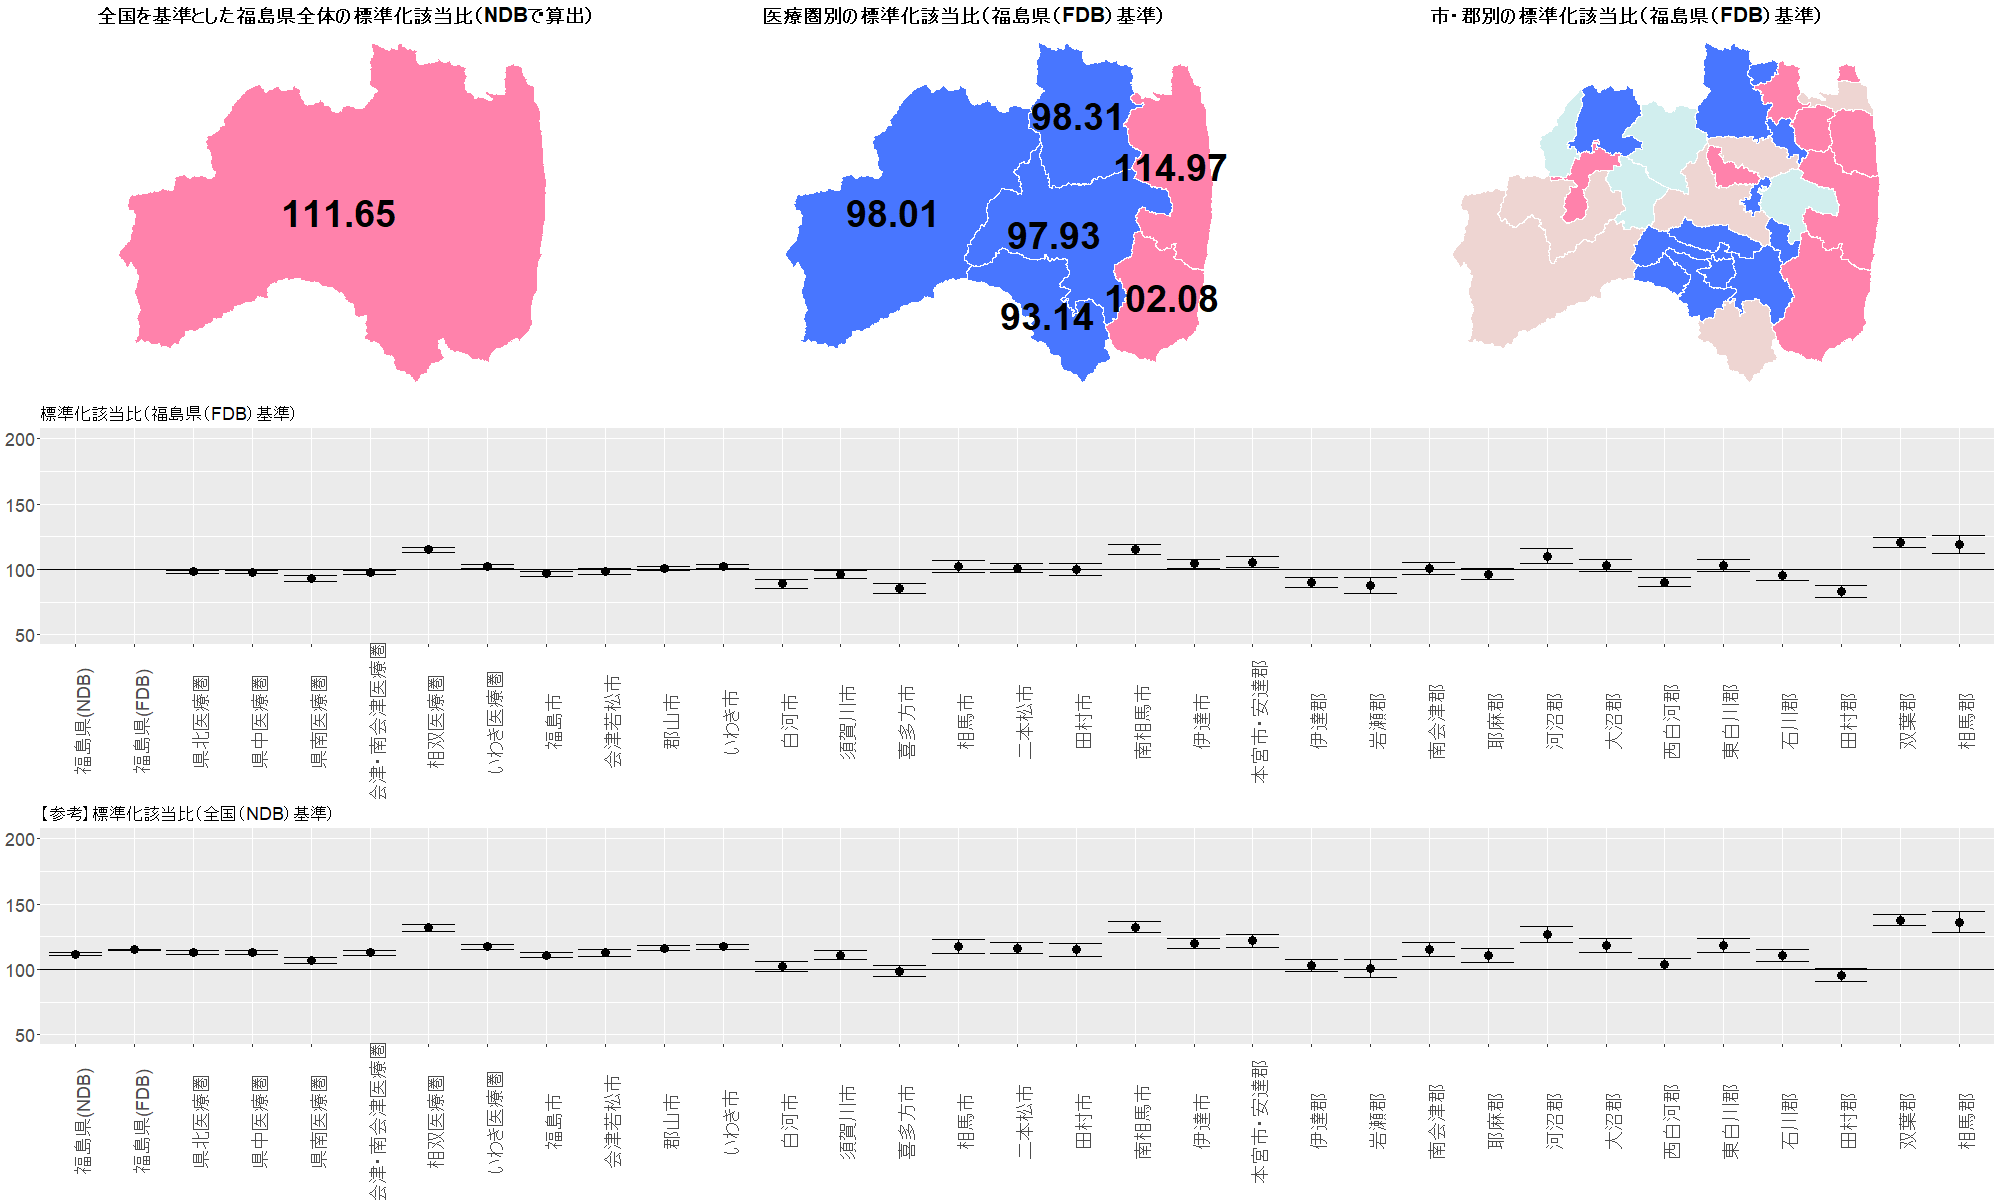 全国を基準とした福島県全体の標準化該当比（NDBで算出）
医療圏別の標準化該当比（福島県（FDB）基準）
市・郡別の標準化該当比（福島県（FDB）基準）
111.65
98.31
114.97
98.01
97.93
102.08
93.14
標準化該当比（福島県（FDB）基準）
200
150
100
50
福島県(NDB)
福島県(FDB)
県北医療圏
県中医療圏
県南医療圏
会津・南会津医療圏
相双医療圏
いわき医療圏
福島市
会津若松市
郡山市
いわき市
白河市
須賀川市
喜多方市
相馬市
二本松市
田村市
南相馬市
伊達市
本宮市・安達郡
伊達郡
岩瀬郡
南会津郡
耶麻郡
河沼郡
大沼郡
西白河郡
東白川郡
石川郡
田村郡
双葉郡
相馬郡
【参考】標準化該当比（全国（NDB）基準）
200
150
100
50
福島県(NDB)
福島県(FDB)
県北医療圏
県中医療圏
県南医療圏
会津・南会津医療圏
相双医療圏
いわき医療圏
福島市
会津若松市
郡山市
いわき市
白河市
須賀川市
喜多方市
相馬市
二本松市
田村市
南相馬市
伊達市
本宮市・安達郡
伊達郡
岩瀬郡
南会津郡
耶麻郡
河沼郡
大沼郡
西白河郡
東白川郡
石川郡
田村郡
双葉郡
相馬郡